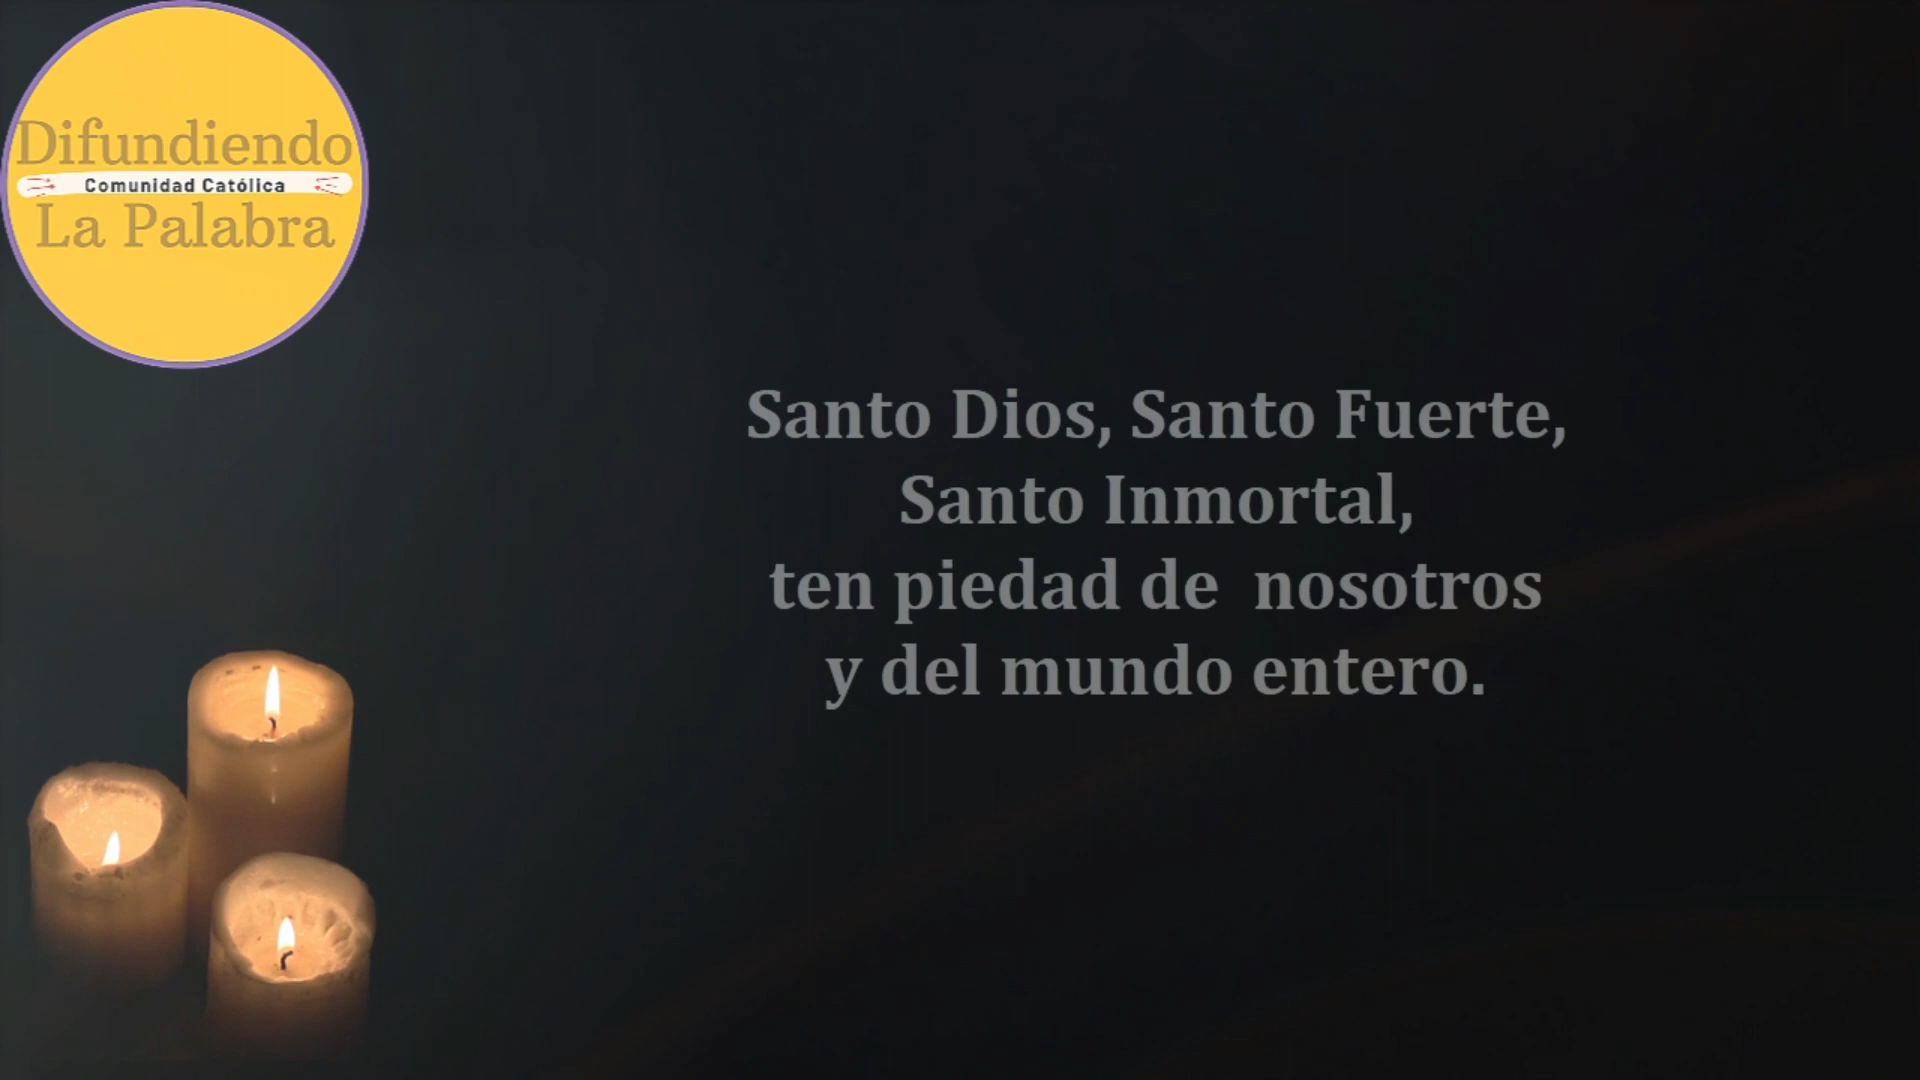 Difundiendo
Comunidad Católica
La Palabra
Santo Dios, Santo Fuerte,
Santo Inmortal,
ten piedad de  nosotros
y del mundo entero.